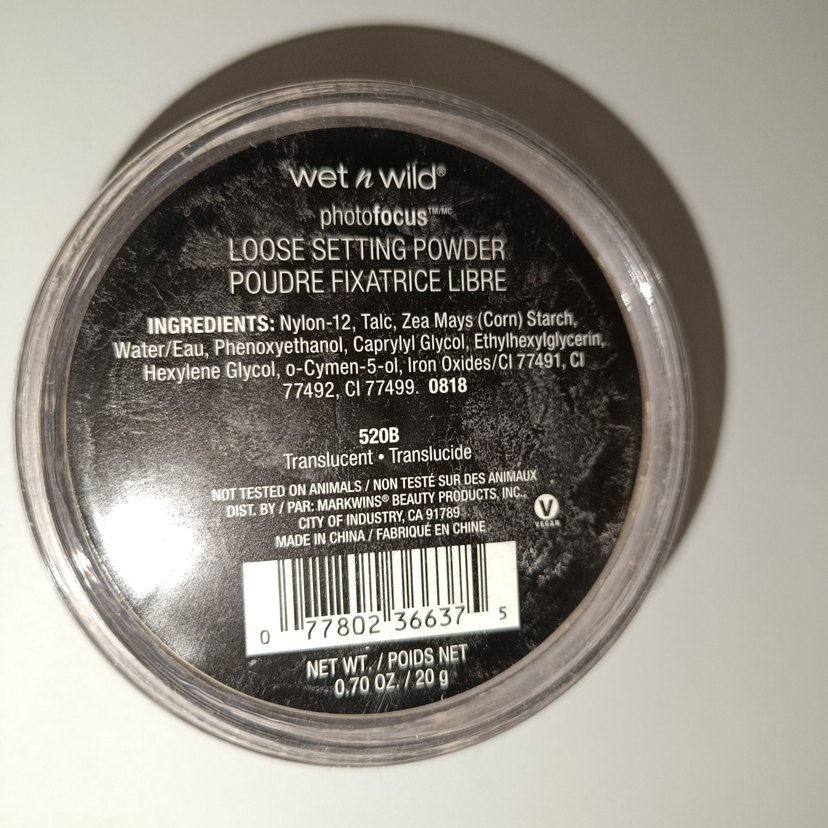 wet n wild®
photofocus™/MC
LOOSE SETTING POWDER
POUDRE FIXATRICE LIBRE
INGREDIENTS: Nylon-12, Talc, Zea Mays (Corn) Starch,
Water/Eau, Phenoxyethanol, Caprylyl Glycol, Ethylhexylglycerin,
Hexylene Glycol, o-Cymen-5-ol, Iron Oxides/CI 77491, CI
77492, CI 77499. 0818
520B
Translucent • Translucide
NOT TESTED ON ANIMALS / NON TESTÉ SUR DES ANIMAUX
DIST. BY / PAR: MARKWINS® BEAUTY PRODUCTS, INC.,
CITY OF INDUSTRY, CA 91789
MADE IN CHINA / FABRIQUÉ EN CHINE
V
VEGAN
0 77802 36637 5
NET WT. / POIDS NET
0.70 OZ. / 20 g